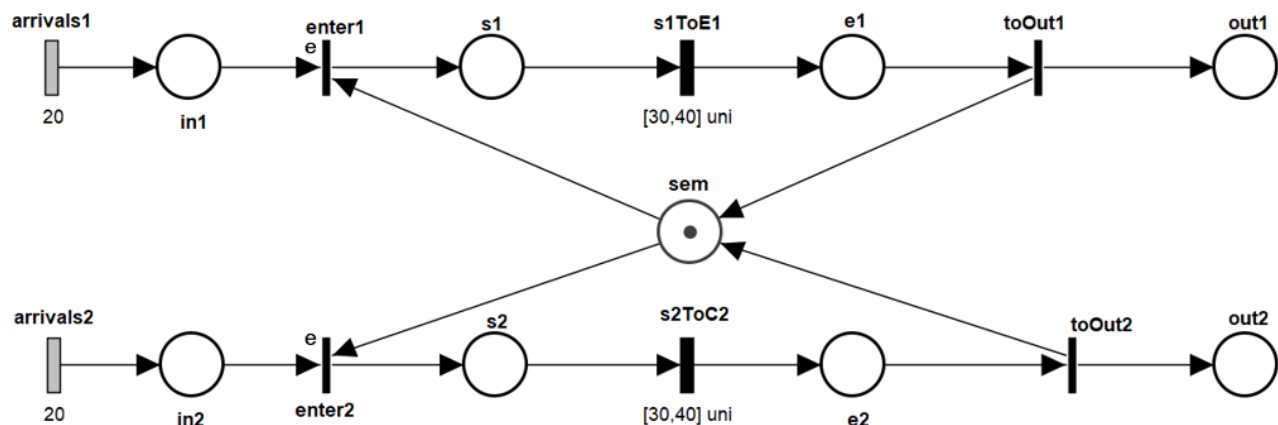 arrivals1
enter1
s1
s1ToE1
e1
toOut1
out1
e
20
in1
[30,40] uni
sem
arrivals2
s2
s2ToC2
toOut2
out2
e
20
in2
enter2
[30,40] uni
e2